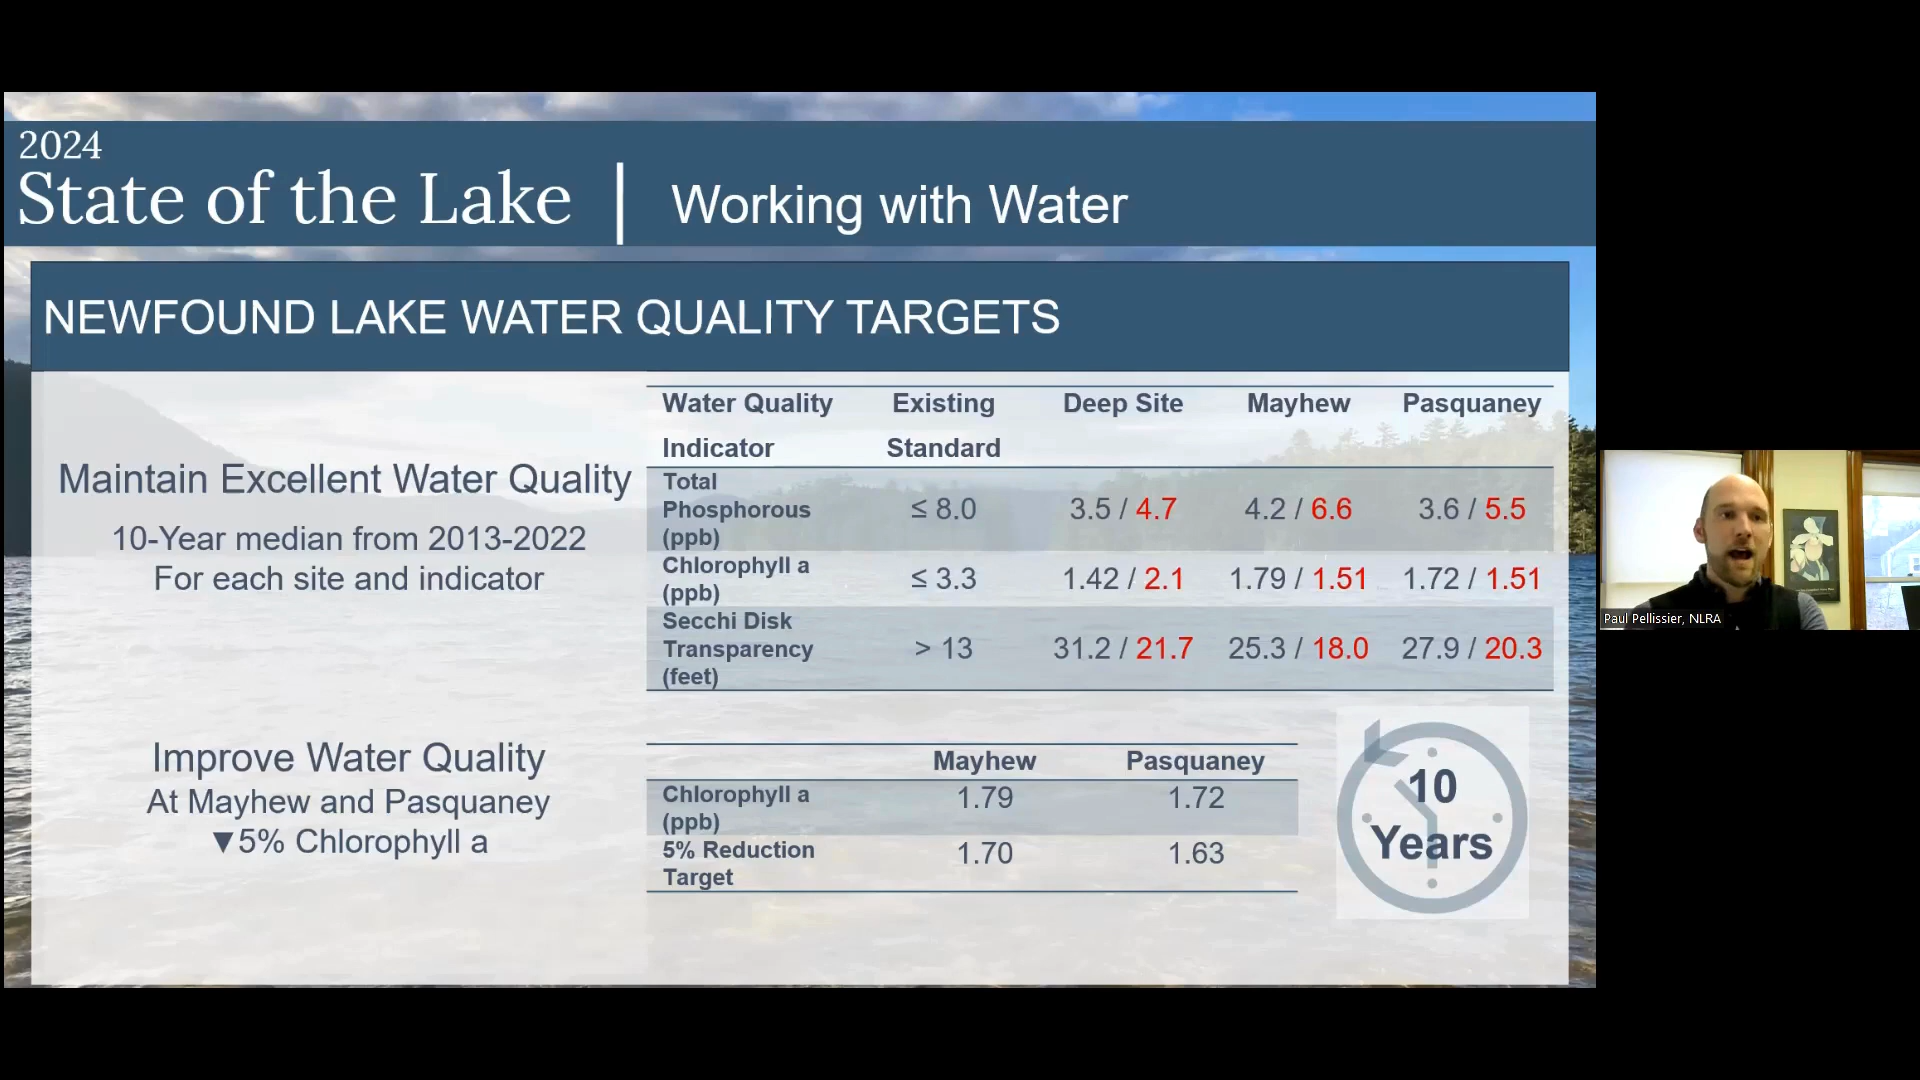 2024
State of the Lake | Working with Water
NEWFOUND LAKE WATER QUALITY TARGETS
Maintain Excellent Water Quality
10-Year median from 2013-2022
For each site and indicator
Water Quality Indicator Existing Standard Deep Site Mayhew Pasquaney
Total Phosphorous (ppb) ≤ 8.0 3.5 / 4.7 4.2 / 6.6 3.6 / 5.5
Chlorophyll a (ppb) ≤ 3.3 1.42 / 2.1 1.79 / 1.51 1.72 / 1.51
Secchi Disk Transparency (feet) > 13 31.2 / 21.7 25.3 / 18.0 27.9 / 20.3
Improve Water Quality
At Mayhew and Pasquaney
▼5% Chlorophyll a
Mayhew Pasquaney
Chlorophyll a (ppb) 1.79 1.72
5% Reduction Target 1.70 1.63
10
Years
Paul Pellissier, NLRA